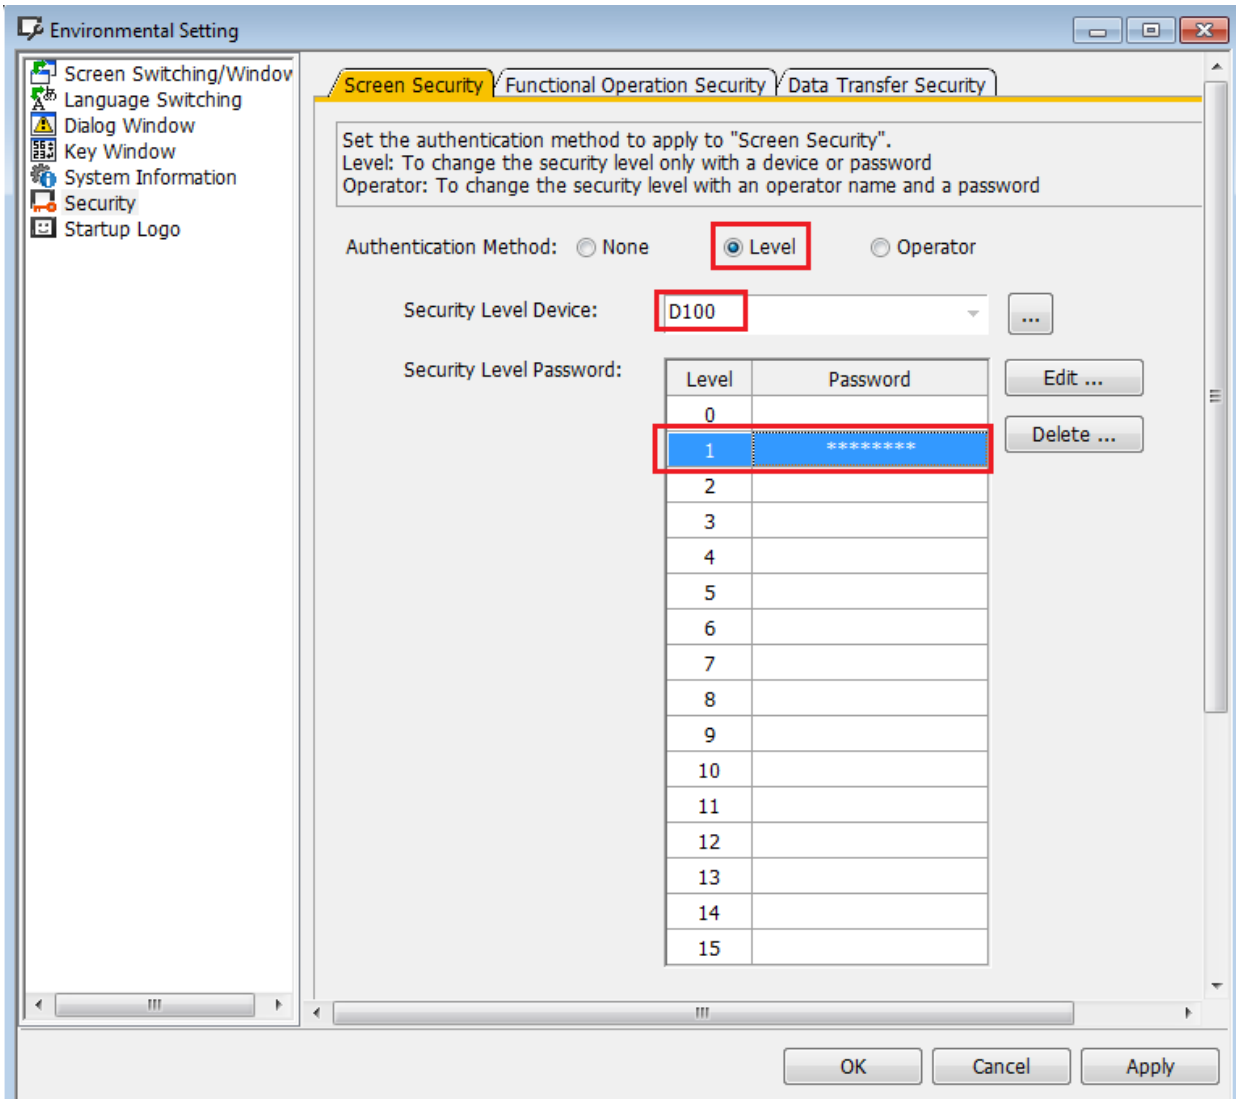 Environmental Setting
Screen Switching/Window
Language Switching
Dialog Window
Key Window
System Information
Security
Startup Logo
Screen Security
Functional Operation Security
Data Transfer Security
Set the authentication method to apply to "Screen Security".
Level: To change the security level only with a device or password
Operator: To change the security level with an operator name and a password
Authentication Method: None Level Operator
Security Level Device: D100 ...
Security Level Password:
Level Password
Edit ...
Delete ...
0
1 ********
2
3
4
5
6
7
8
9
10
11
12
13
14
15
OK Cancel Apply